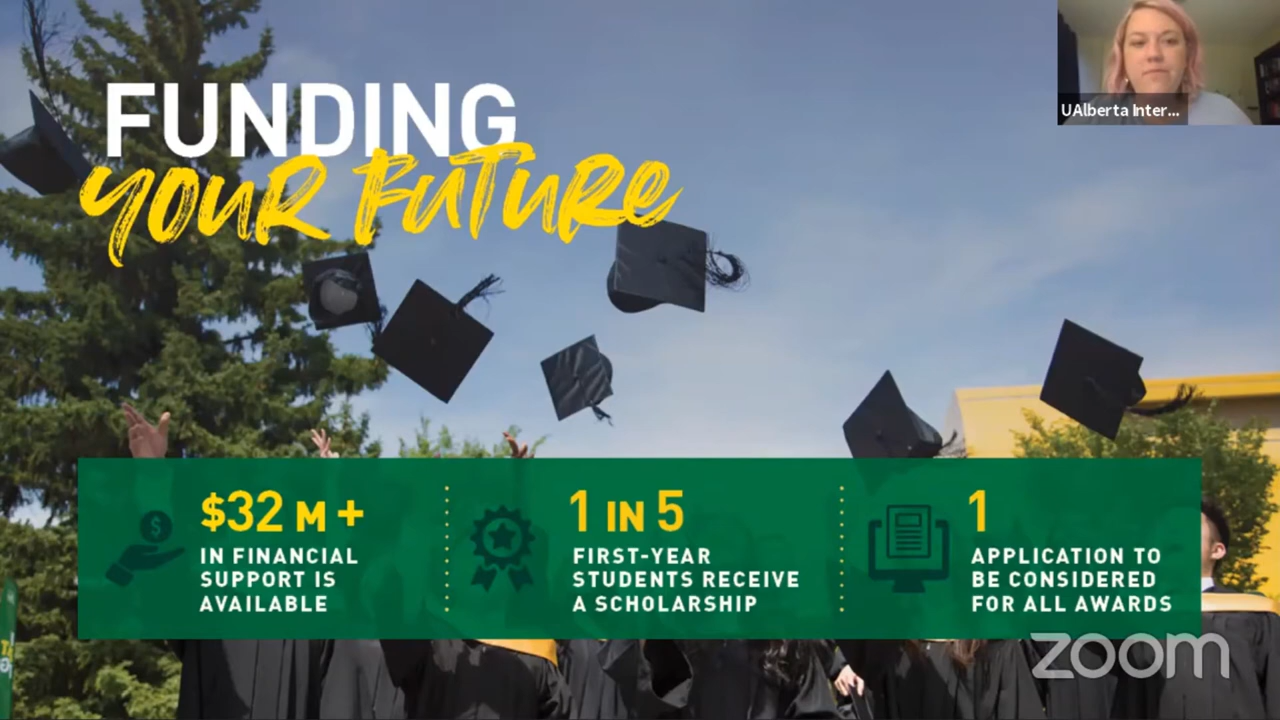 FUNDING
YOUR FUTURE
UAlberta Inter...
$32 M +
IN FINANCIAL
SUPPORT IS
AVAILABLE
1 IN 5
FIRST-YEAR
STUDENTS RECEIVE
A SCHOLARSHIP
1
APPLICATION TO
BE CONSIDERED
FOR ALL AWARDS
zoom